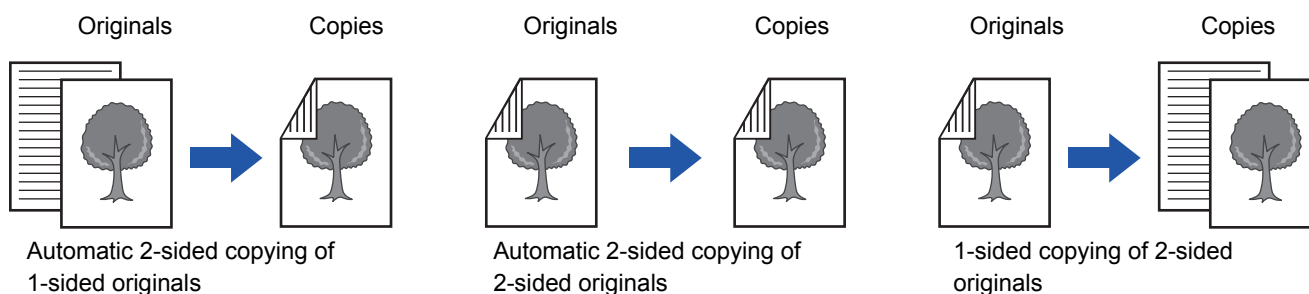 Originals
Copies
Automatic 2-sided copying of
1-sided originals
Originals
Copies
Automatic 2-sided copying of
2-sided originals
Originals
Copies
1-sided copying of 2-sided
originals